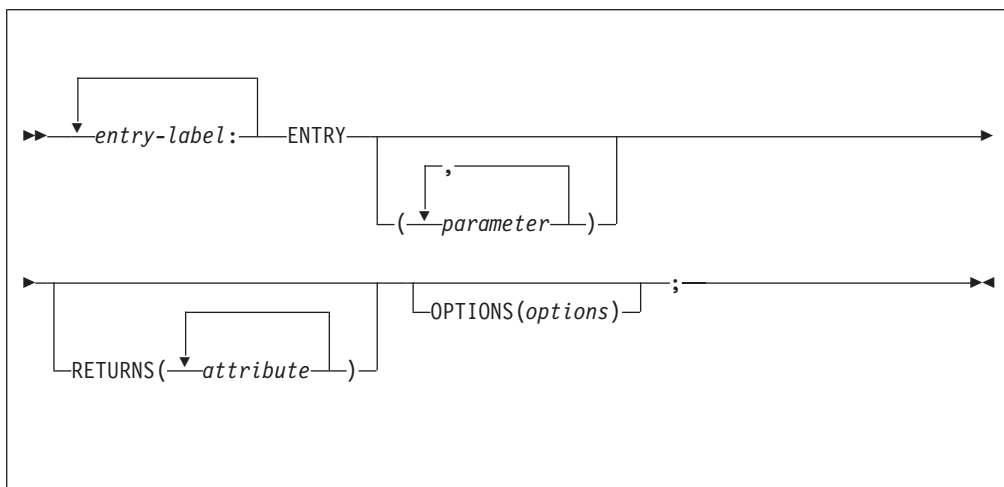 entry-label: ENTRY
,
( parameter )
;
OPTIONS(options)
RETURNS( attribute )